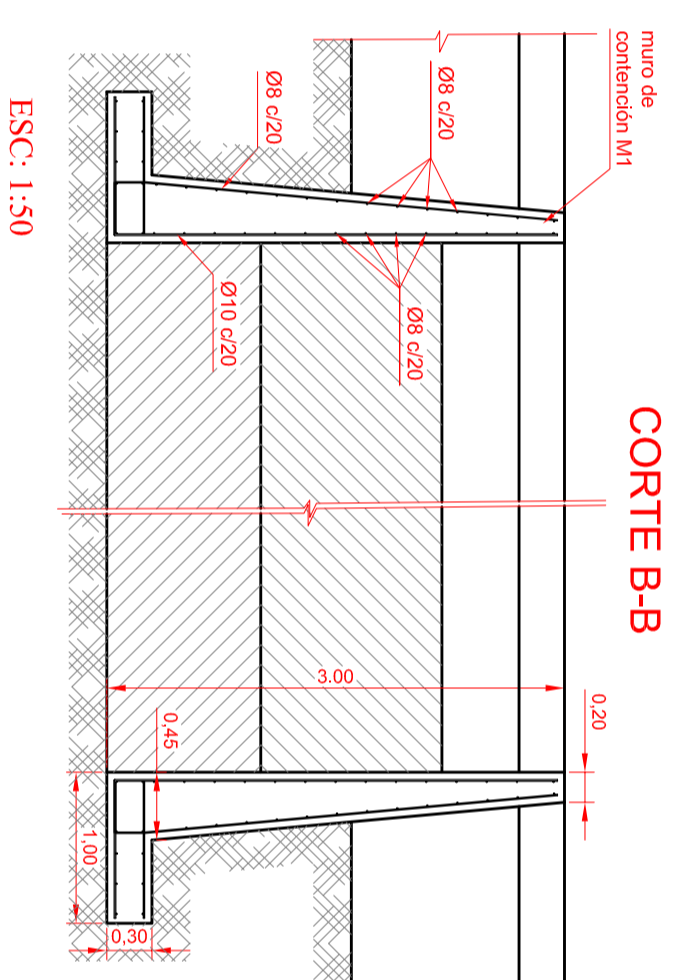 CORTE B-B
muro de
contención M1
Ø8 c/20
Ø8 c/20
Ø8 c/20
Ø10 c/20
3.00
0,20
0,45
1,00
0,30
ESC: 1:50